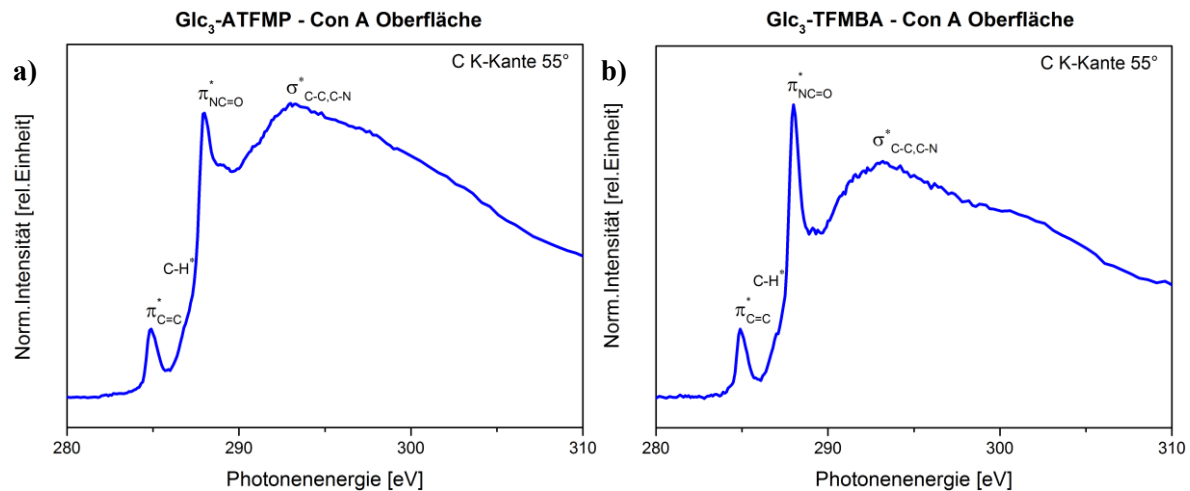 Glc₃-ATFMP - Con A Oberfläche
a)
C K-Kante 55°
π*NC=O
σ*C-C,C-N
C-H*
π*C=C
Norm.Intensität [rel.Einheit]
280 290 300 310
Photonenenergie [eV]
Glc₃-TFMBA - Con A Oberfläche
b)
C K-Kante 55°
π*NC=O
σ*C-C,C-N
C-H*
π*C=C
Norm.Intensität [rel.Einheit]
280 290 300 310
Photonenenergie [eV]